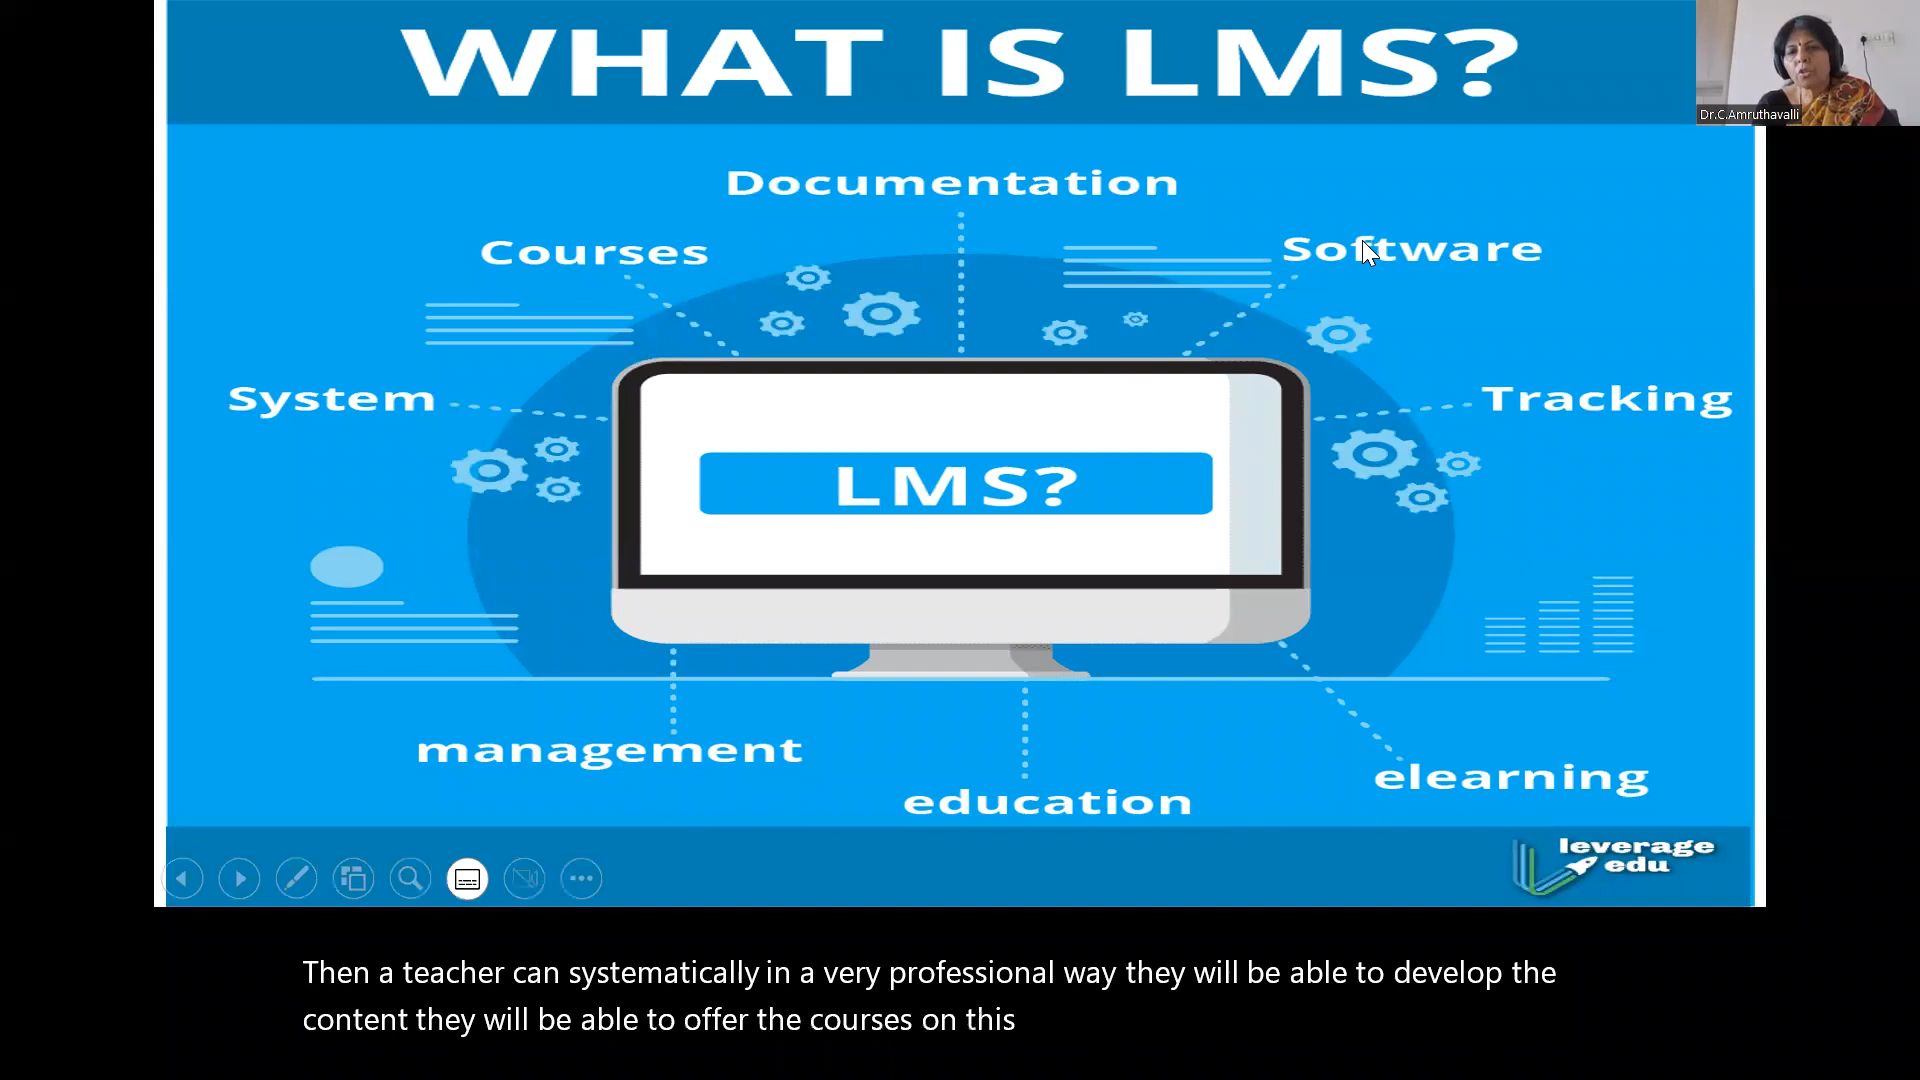 WHAT IS LMS?
Dr.C.Amruthavalli
Documentation
Courses
Software
System
Tracking
LMS?
management
education
elearning
leverage
edu
Then a teacher can systematically in a very professional way they will be able to develop the
content they will be able to offer the courses on this